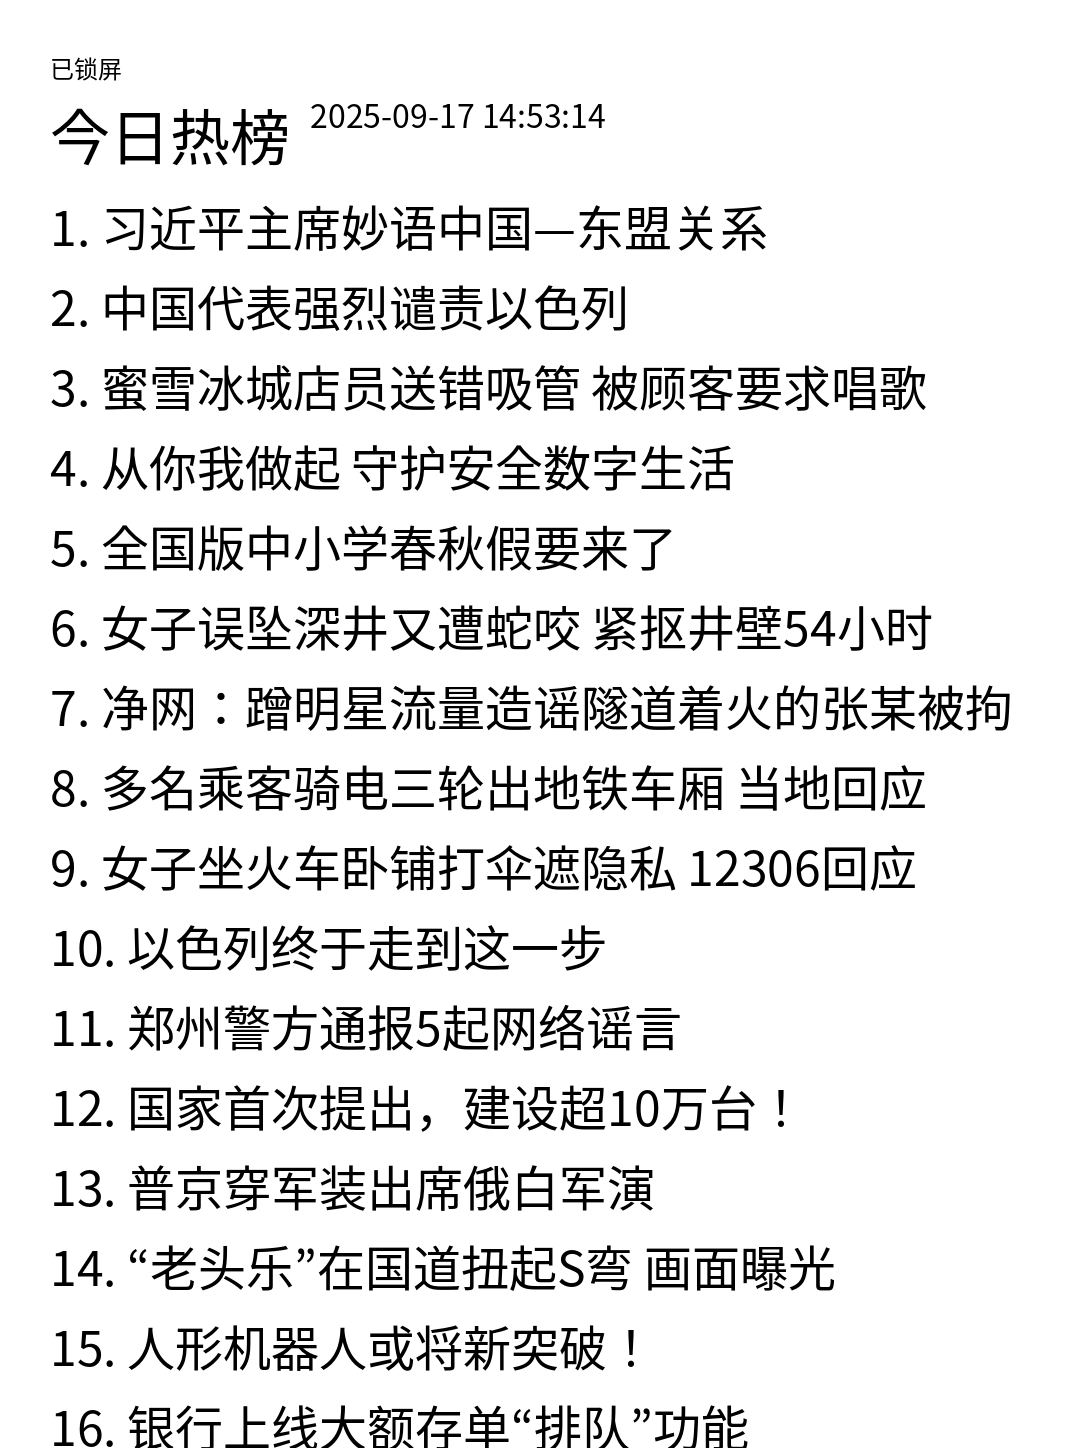 已锁屏
今日热榜 2025-09-17 14:53:14
1. 习近平主席妙语中国—东盟关系
2. 中国代表强烈谴责以色列
3. 蜜雪冰城店员送错吸管 被顾客要求唱歌
4. 从你我做起 守护安全数字生活
5. 全国版中小学春秋假要来了
6. 女子误坠深井又遭蛇咬 紧抠井壁54小时
7. 净网：蹭明星流量造谣隧道着火的张某被拘
8. 多名乘客骑电三轮出地铁车厢 当地回应
9. 女子坐火车卧铺打伞遮隐私 12306回应
10. 以色列终于走到这一步
11. 郑州警方通报5起网络谣言
12. 国家首次提出，建设超10万台！
13. 普京穿军装出席俄白军演
14. “老头乐”在国道扭起S弯 画面曝光
15. 人形机器人或将新突破！
16. 银行上线大额存单“排队”功能